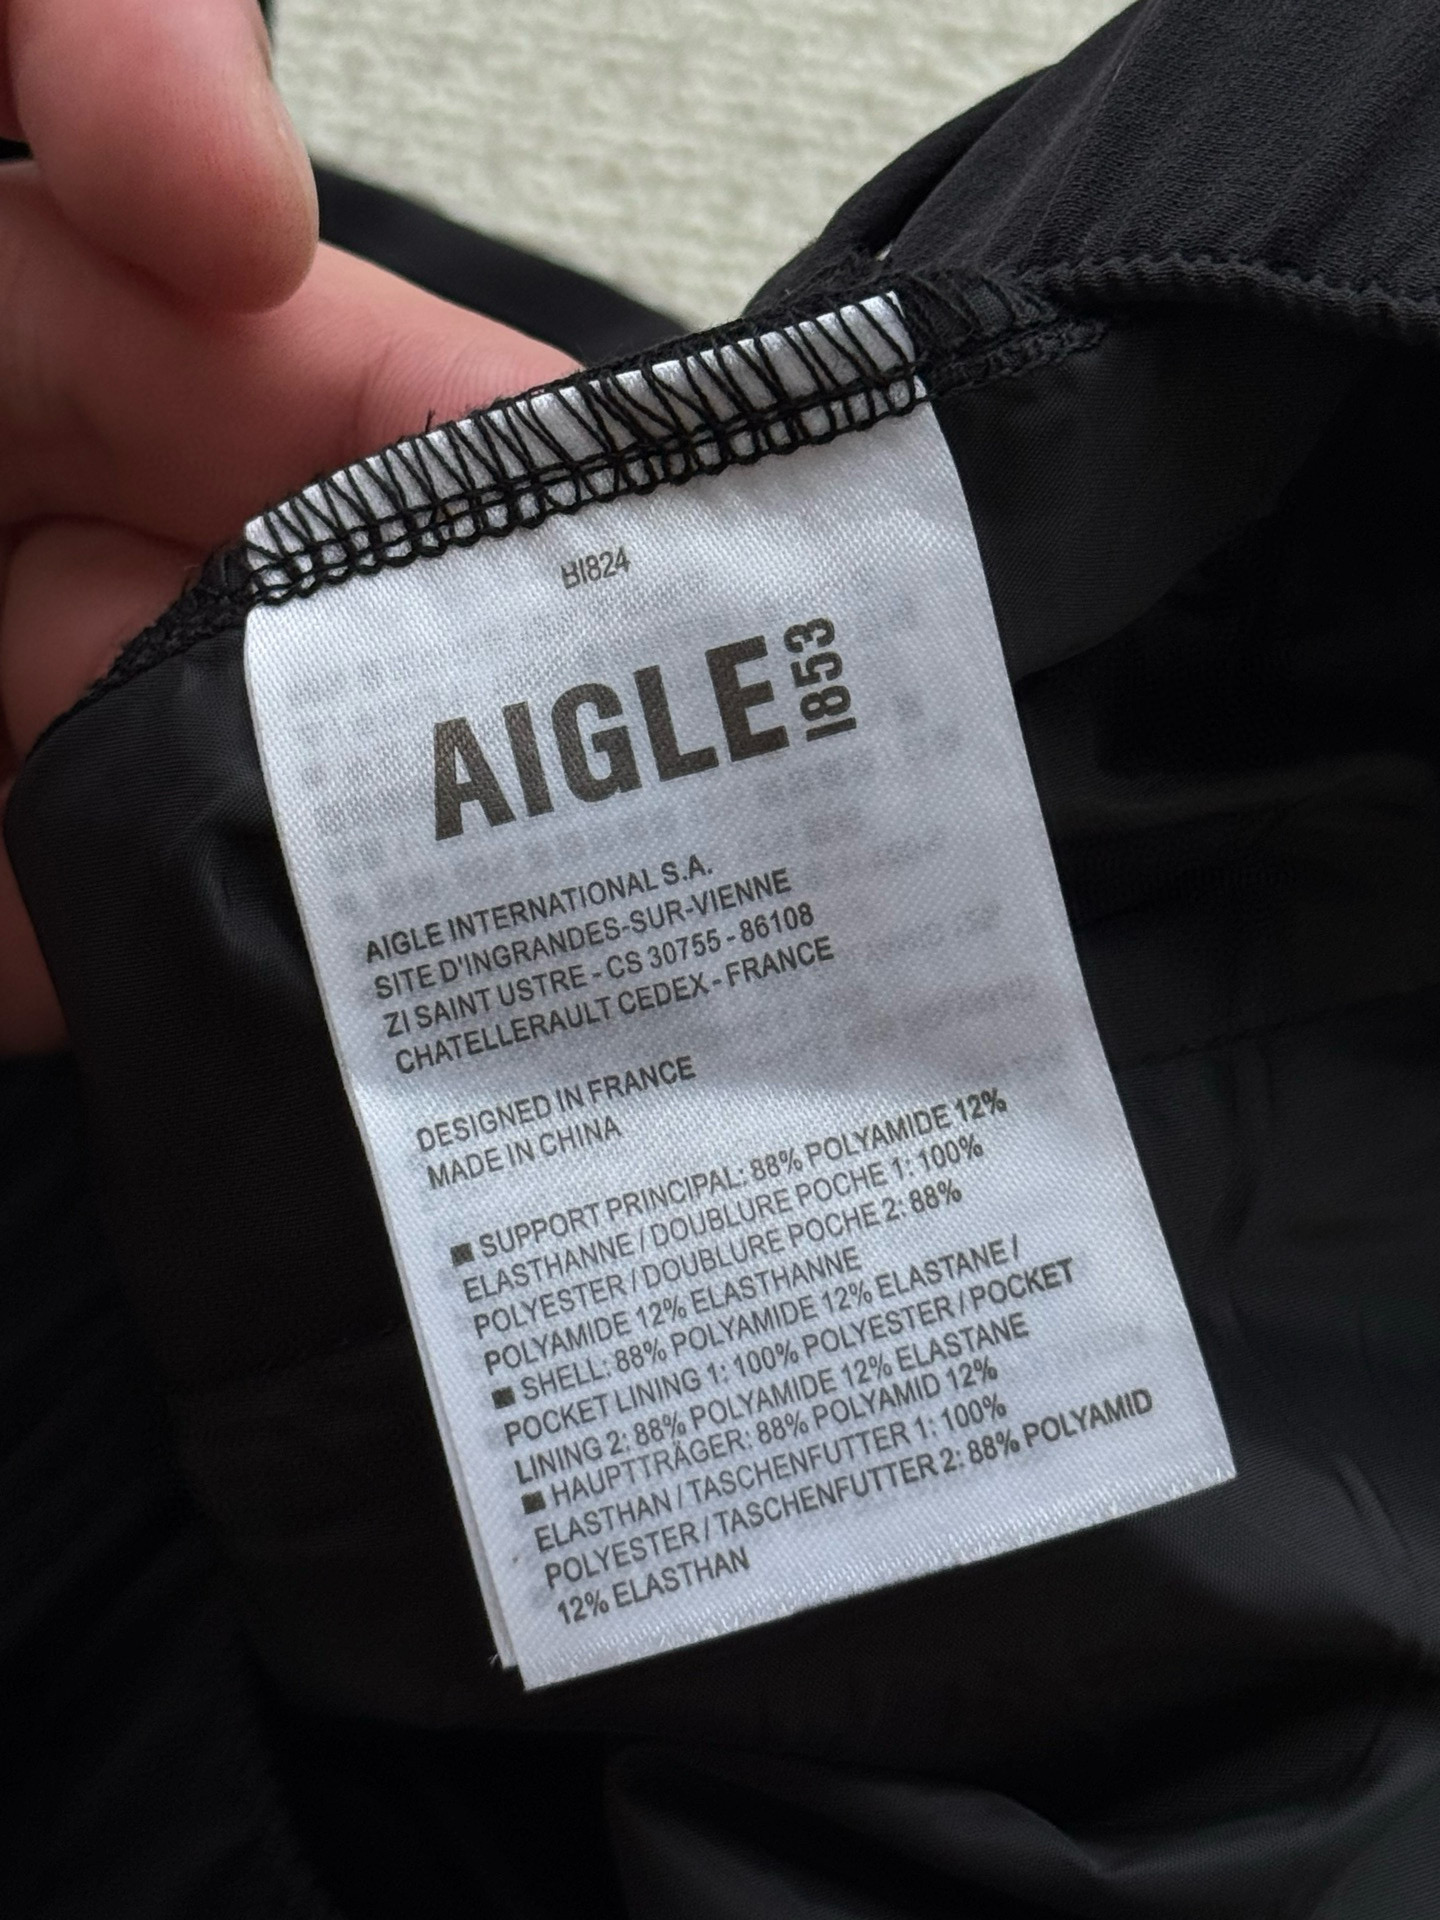 BI824
AIGLE
1853
AIGLE INTERNATIONAL S.A.
SITE D'INGRANDES-SUR-VIENNE
ZI SAINT USTRE - CS 30755 - 86108
CHATELLERAULT CEDEX - FRANCE
DESIGNED IN FRANCE
MADE IN CHINA
■ SUPPORT PRINCIPAL: 88% POLYAMIDE 12%
ELASTHANNE / DOUBLURE POCHE 1: 100%
POLYESTER / DOUBLURE POCHE 2: 88%
POLYAMIDE 12% ELASTHANNE
■ SHELL: 88% POLYAMIDE 12% ELASTANE /
POCKET LINING 1: 100% POLYESTER / POCKET
LINING 2: 88% POLYAMIDE 12% ELASTANE
■ HAUPTTRÄGER: 88% POLYAMID 12%
ELASTHAN / TASCHENFUTTER 1: 100%
POLYESTER / TASCHENFUTTER 2: 88% POLYAMID
12% ELASTHAN